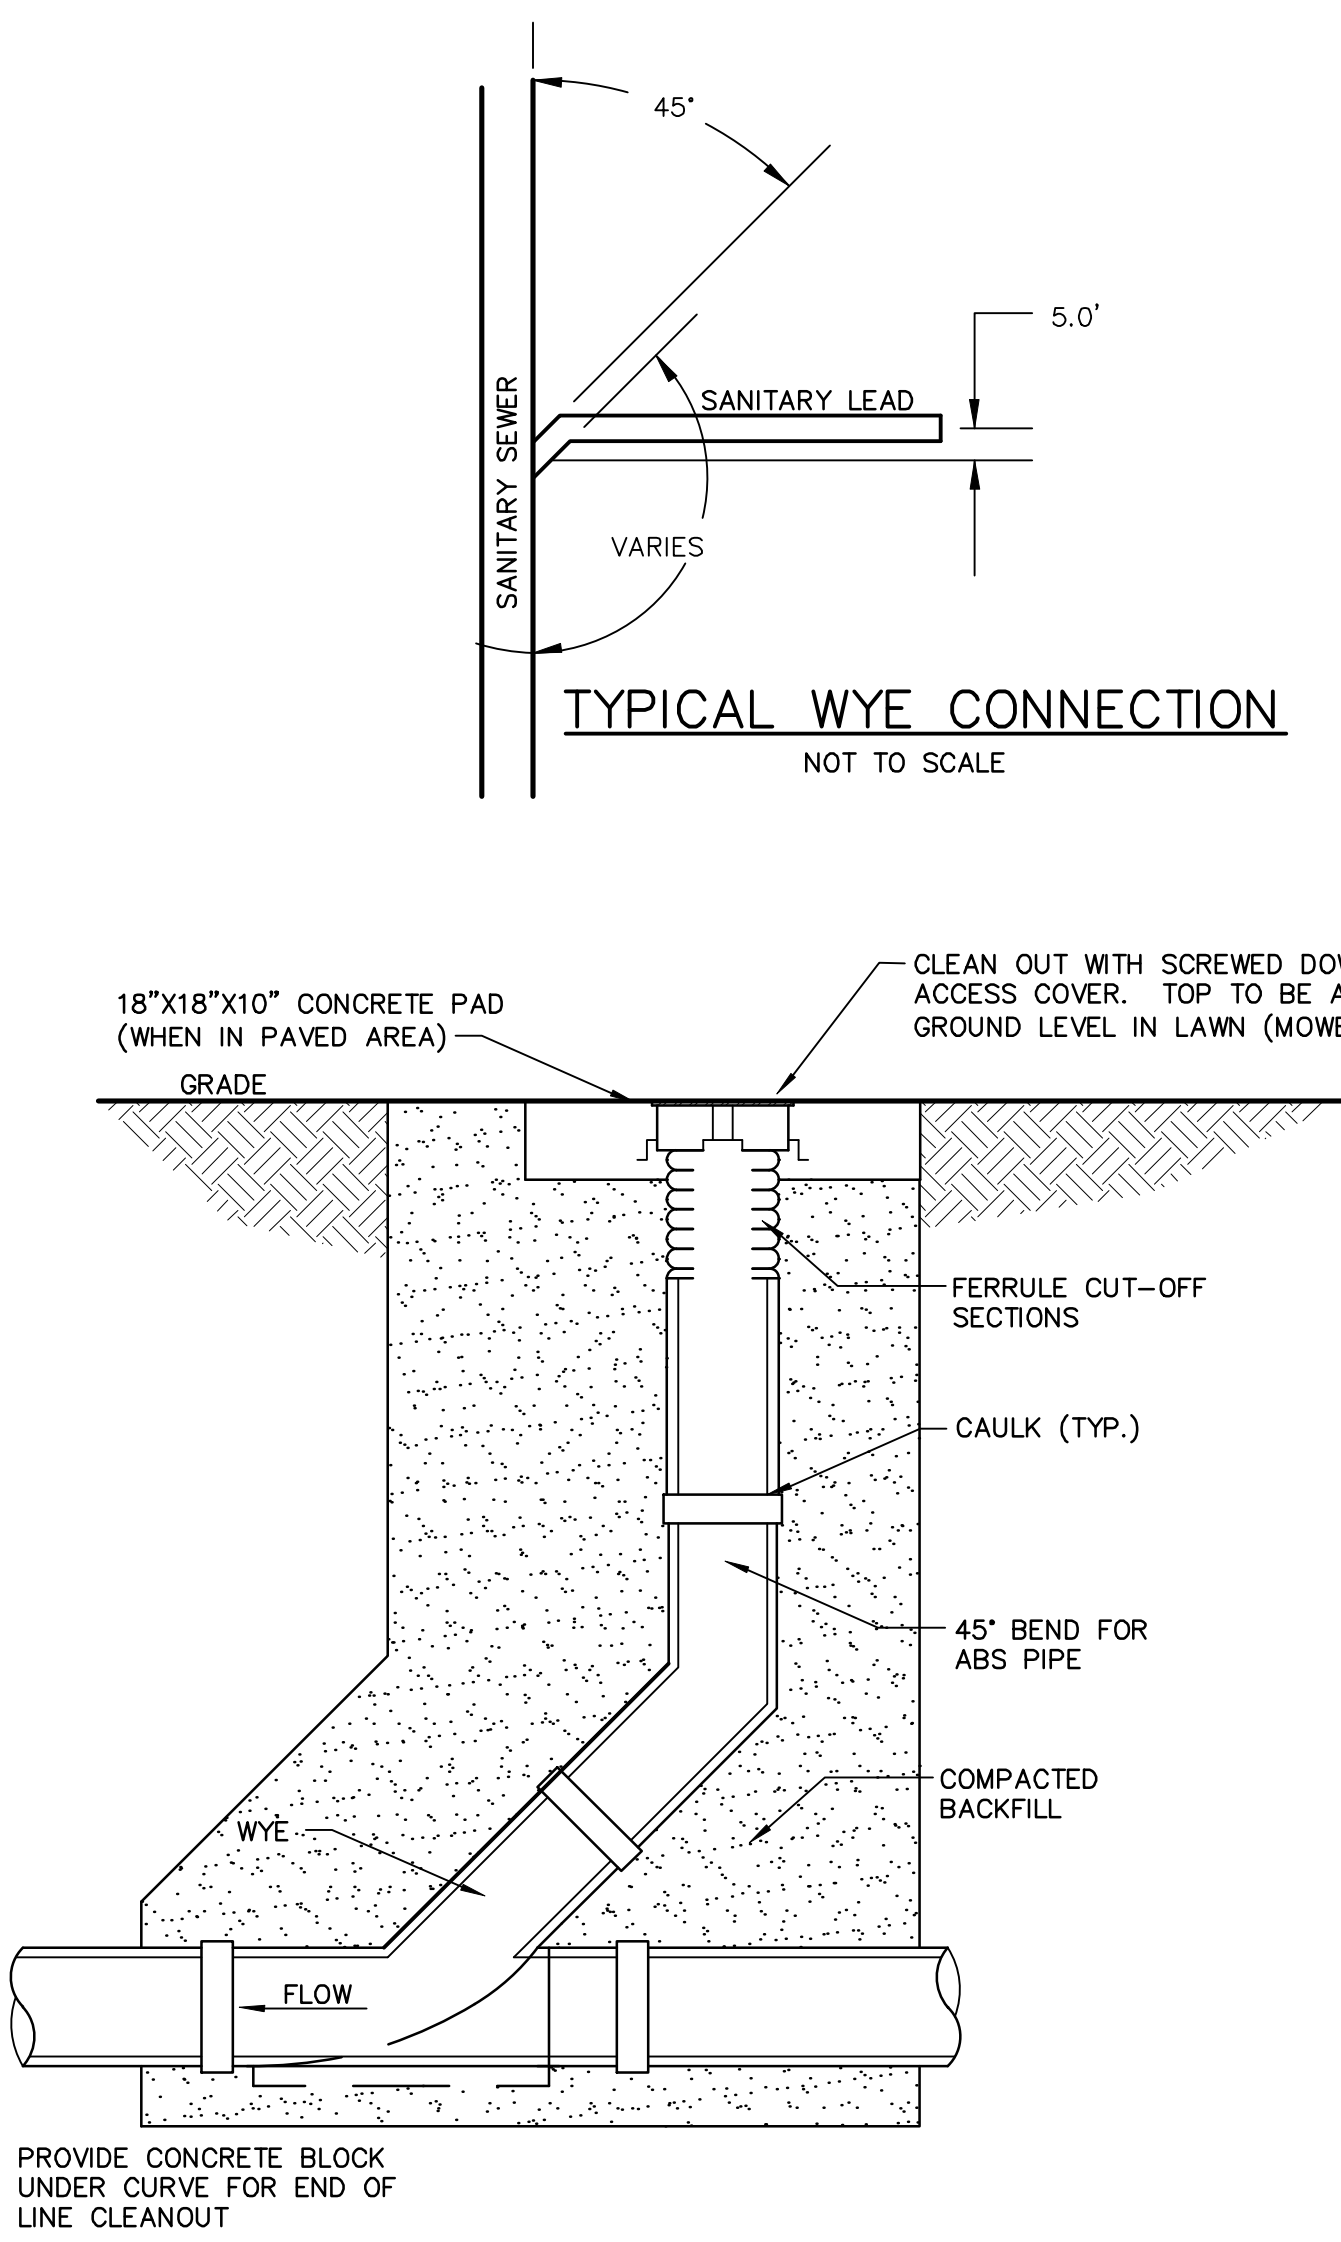 45°
5.0'
SANITARY LEAD
SANITARY SEWER
VARIES
TYPICAL WYE CONNECTION
NOT TO SCALE
CLEAN OUT WITH SCREWED
ACCESS COVER. TOP TO BE
GROUND LEVEL IN LAWN
18"X18"X10" CONCRETE PAD
(WHEN IN PAVED AREA)
GRADE
FERRULE CUT-OFF
SECTIONS
CAULK (TYP.)
45° BEND FOR
ABS PIPE
COMPACTED
BACKFILL
WYE
FLOW
PROVIDE CONCRETE BLOCK
UNDER CURVE FOR END OF
LINE CLEANOUT